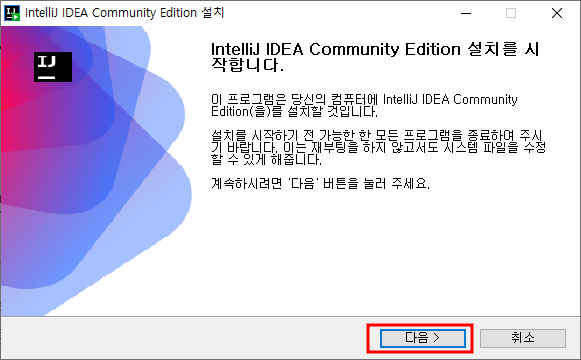 IntelliJ IDEA Community Edition 설치
IJ
IntelliJ IDEA Community Edition 설치를 시
작합니다.
이 프로그램은 당신의 컴퓨터에 IntelliJ IDEA Community
Edition(을)를 설치할 것입니다.
설치를 시작하기 전 가능한 한 모든 프로그램을 종료하여 주시
기 바랍니다. 이는 재부팅을 하지 않고서도 시스템 파일을 수정
할 수 있게 해줍니다.
계속하시려면 '다음' 버튼을 눌러 주세요.
다음 >
취소